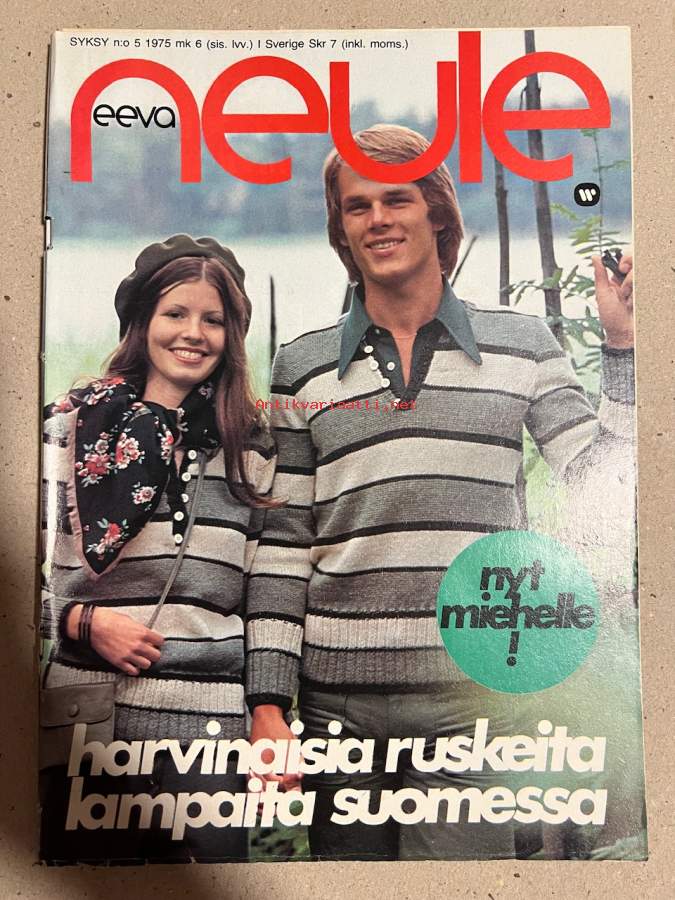 SYKSY n:o 5 1975 mk 6 (sis. lvv.) I Sverige Skr 7 (inkl. moms.)
eeva
neule
Antikvariaatti.net
nyt
miehelle
!
harvinaisia ruskeita
lampaita suomessa